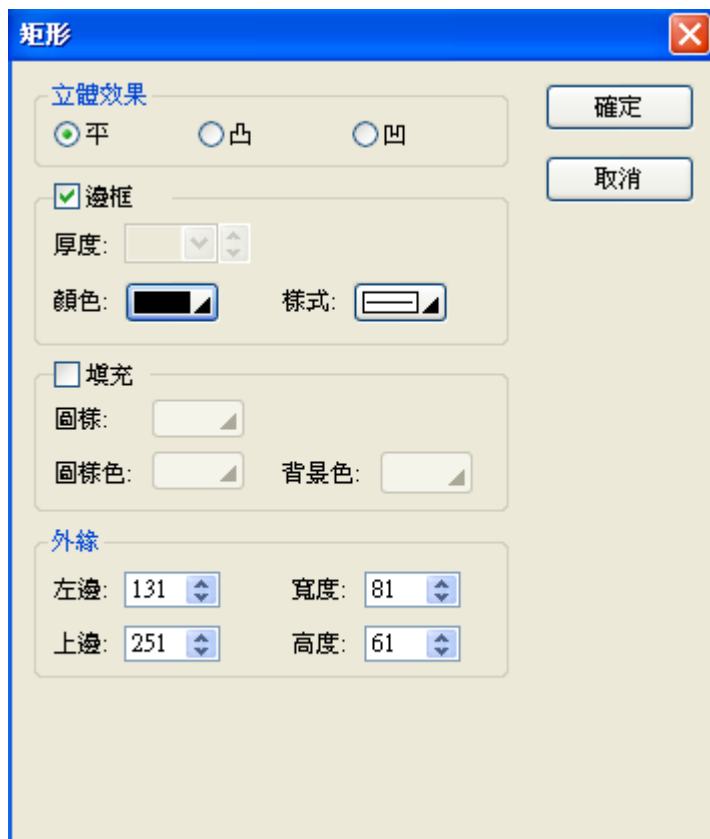 矩形
立體效果
平 凸 凹
確定
取消
邊框
厚度:
顏色: 樣式:
填充
圖樣:
圖樣色: 背景色:
外緣
左邊: 131 寬度: 81
上邊: 251 高度: 61